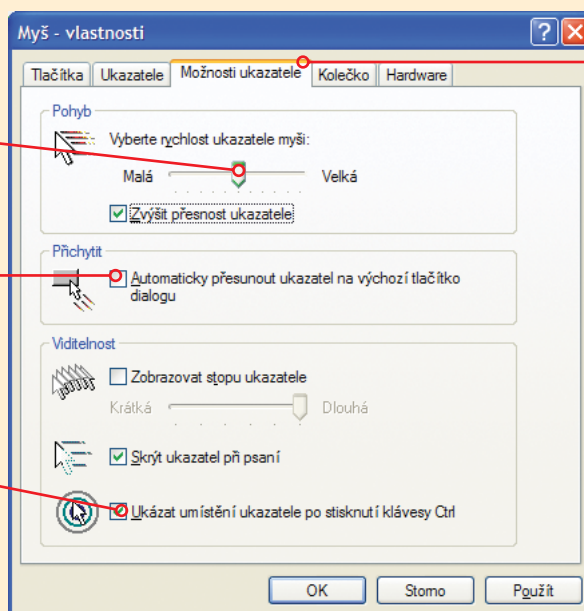 Myš - vlastnosti
Tlačítka Ukazatele Možnosti ukazatele Kolečko Hardware
Pohyb
Vyberte rychlost ukazatele myši:
Malá Velká
Zvýšit přesnost ukazatele
Přichytit
Automaticky přesunout ukazatel na výchozí tlačítko
dialogu
Viditelnost
Zobrazovat stopu ukazatele
Krátká Dlouhá
Skrýt ukazatel při psaní
Ukázat umístění ukazatele po stisknutí klávesy Ctrl
OK Storno Použít